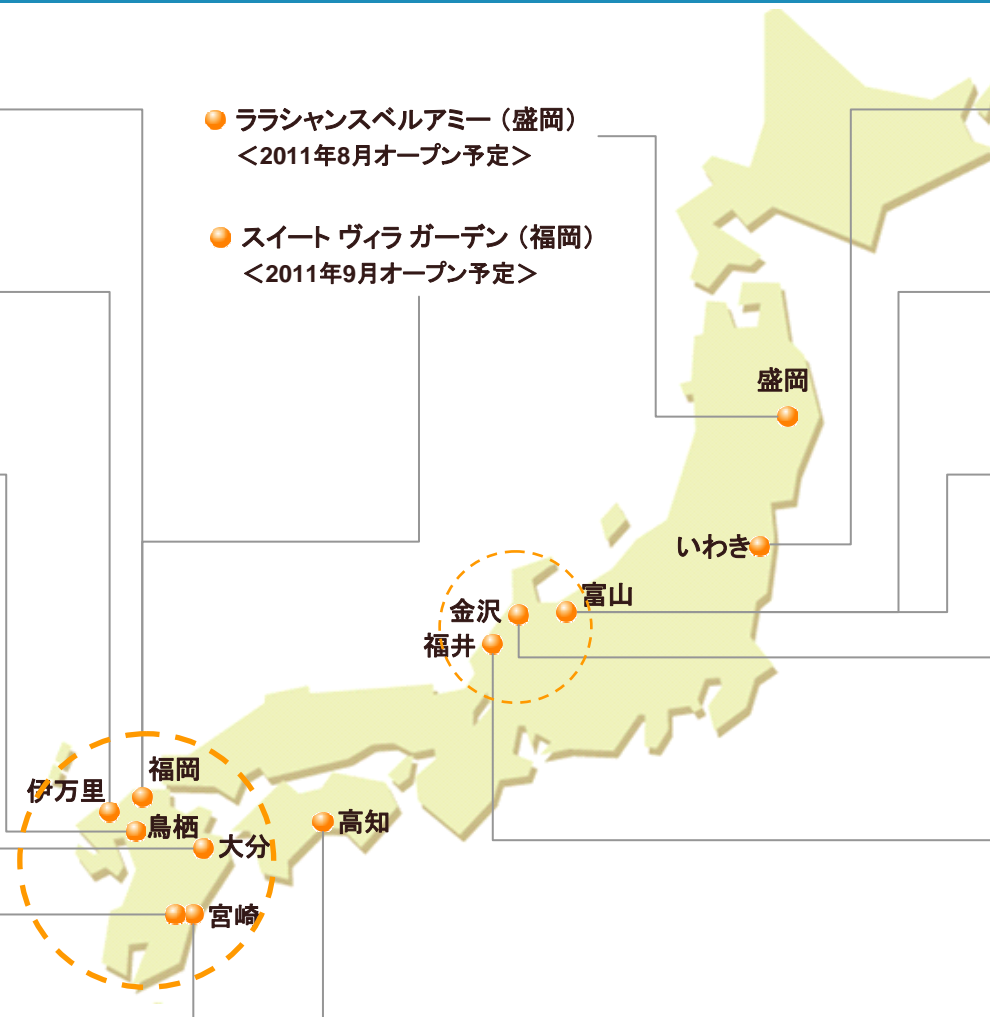 ララシャンスベルアミー（盛岡）
＜2011年8月オープン予定＞
スイート ヴィラ ガーデン（福岡）
＜2011年9月オープン予定＞
盛岡
いわき
富山
金沢
福井
福岡
伊万里
鳥栖
高知
大分
宮崎